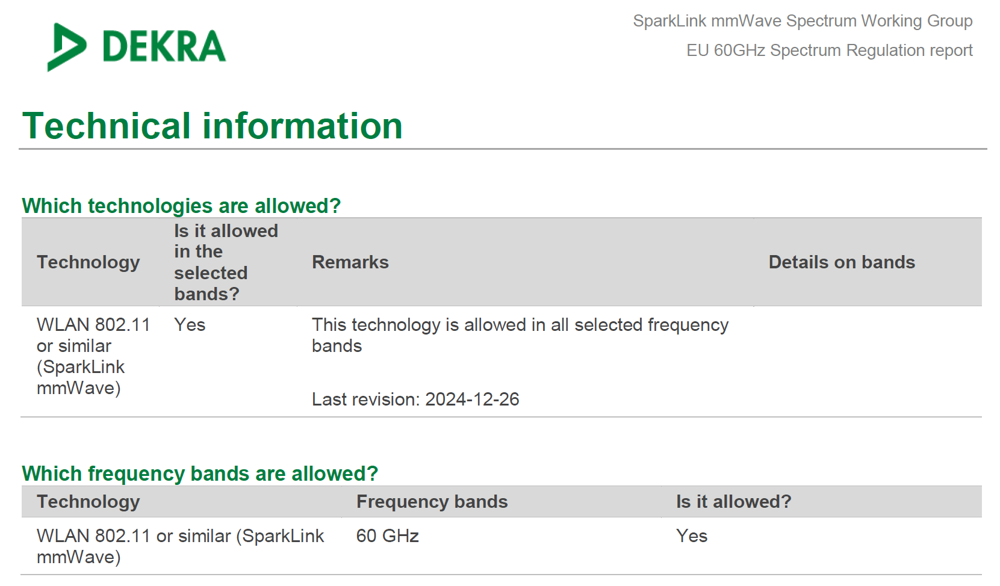 DEKRA
SparkLink mmWave Spectrum Working Group
EU 60GHz Spectrum Regulation report
Technical information
Which technologies are allowed?
Technology
Is it allowed
in the
selected
bands?
Remarks
Details on bands
WLAN 802.11
or similar
(SparkLink
mmWave)
Yes
This technology is allowed in all selected frequency
bands
Last revision: 2024-12-26
Which frequency bands are allowed?
Technology
Frequency bands
Is it allowed?
WLAN 802.11 or similar (SparkLink
mmWave)
60 GHz
Yes